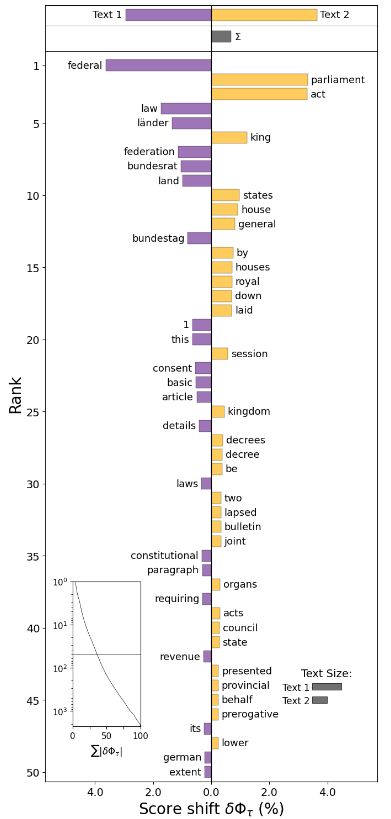 Text 1 Text 2
Σ
1 federal
parliament
act
law
5 länder
king
federation
bundesrat
land
10 states
house
general
bundestag
by
15 houses
royal
down
laid
1
20 this
session
consent
basic
article
25 kingdom
details
decrees
decree
be
30 laws
two
lapsed
bulletin
joint
35 constitutional
paragraph
organs
requiring
acts
40 council
state
revenue
presented
provincial
45 behalf
prerogative
its
lower
german
50 extent
Rank
10⁰
10¹
10²
10³
0 50 100
∑|δΦτ|
Text Size:
Text 1
Text 2
4.0 2.0 0.0 2.0 4.0
Score shift δΦτ (%)